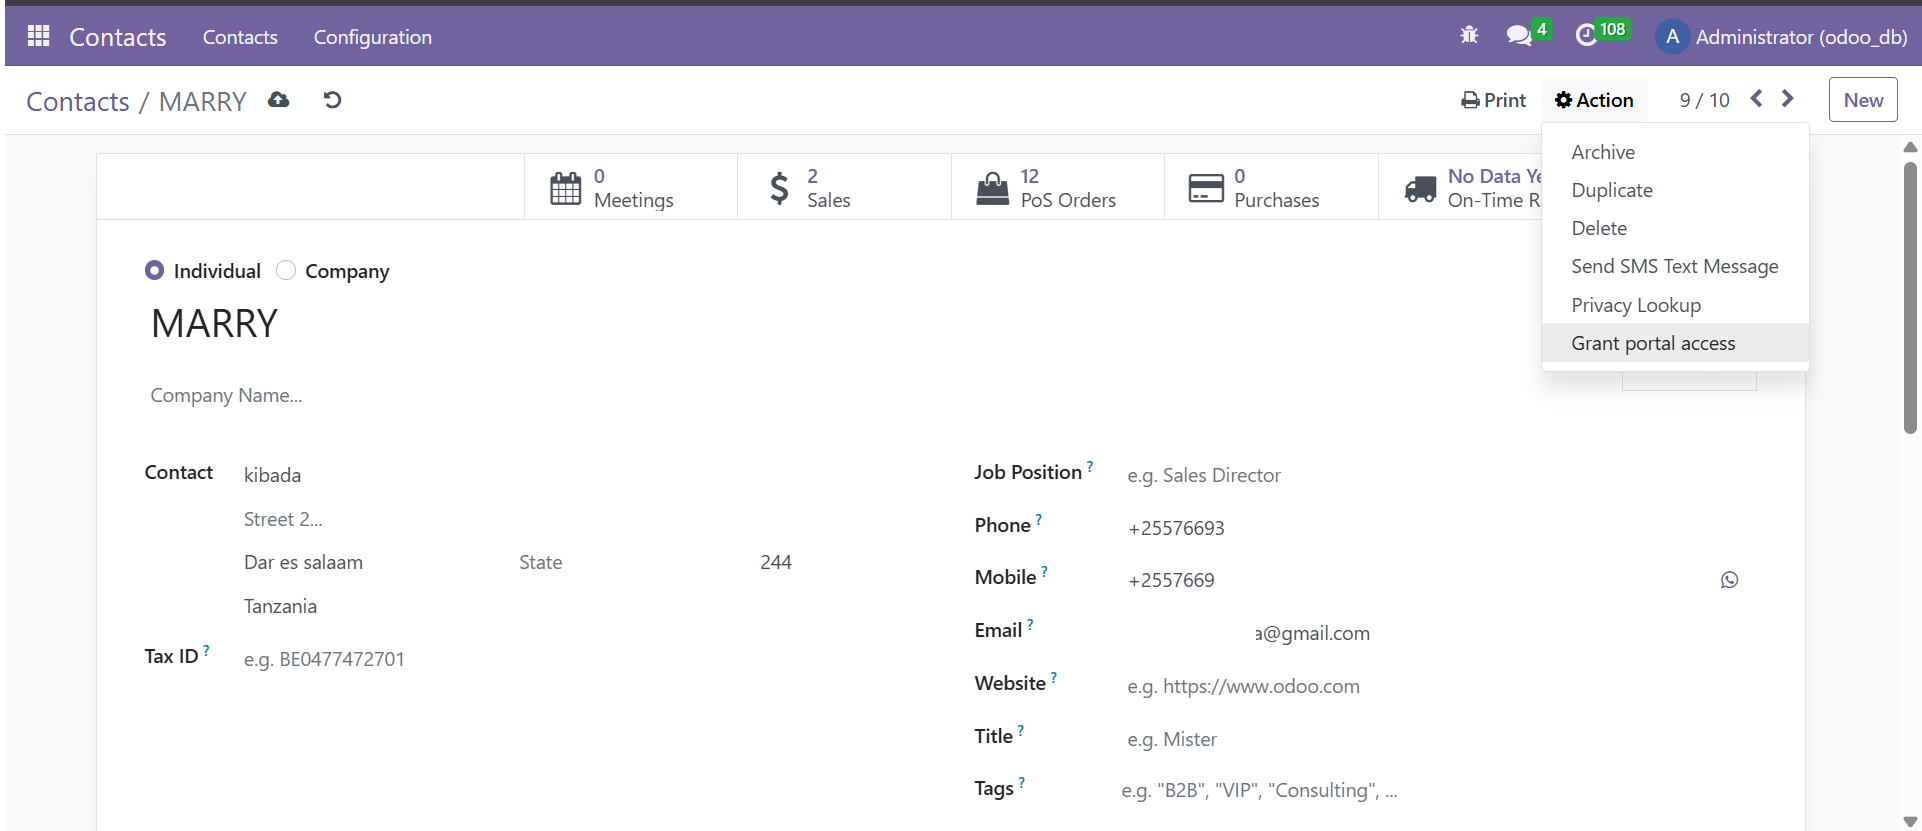 Contacts Contacts Configuration 4 108 A Administrator (odoo_db)
Contacts / MARRY Print Action 9 / 10 New
Archive
Duplicate
Delete
Send SMS Text Message
Privacy Lookup
Grant portal access
0 Meetings
2 Sales
12 PoS Orders
0 Purchases
No Data Ye
On-Time R
Individual Company
MARRY
Company Name...
Contact kibada
Street 2...
Dar es salaam State 244
Tanzania
Tax ID ? e.g. BE0477472701
Job Position ? e.g. Sales Director
Phone ? +25576693
Mobile ? +2557669
Email ? a@gmail.com
Website ? e.g. https://www.odoo.com
Title ? e.g. Mister
Tags ? e.g. "B2B", "VIP", "Consulting", ...